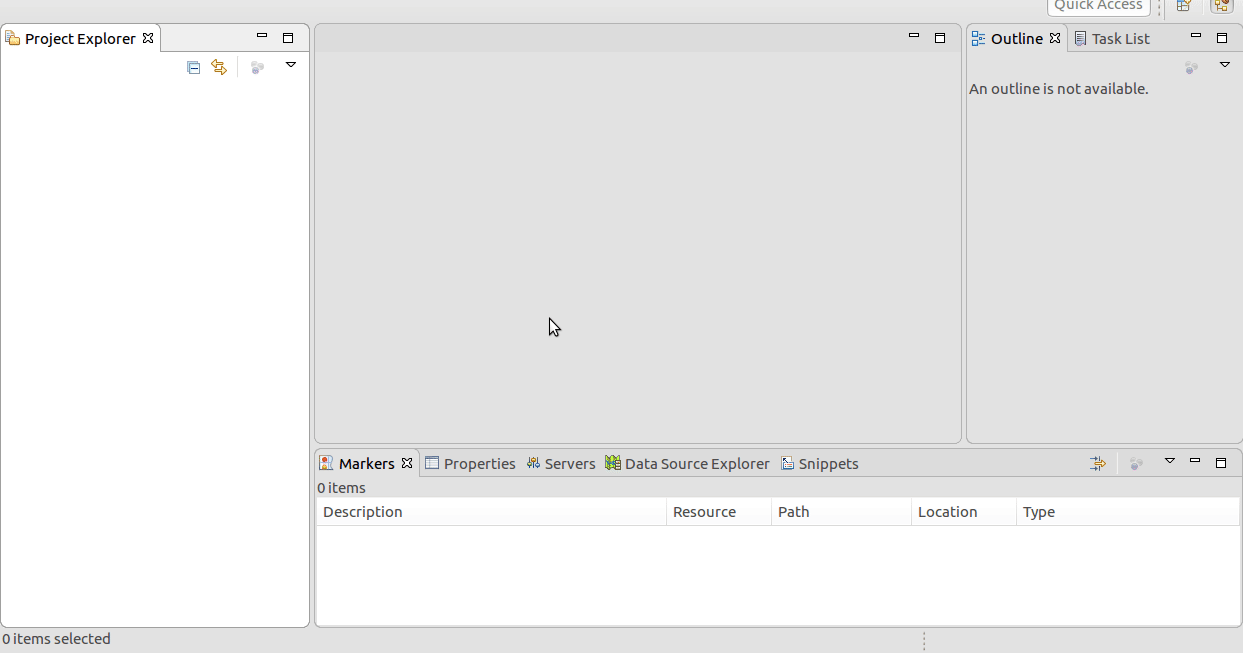 Quick Access
Project Explorer
Outline
Task List
An outline is not available.
Markers
Properties
Servers
Data Source Explorer
Snippets
0 items
Description
Resource
Path
Location
Type
0 items selected